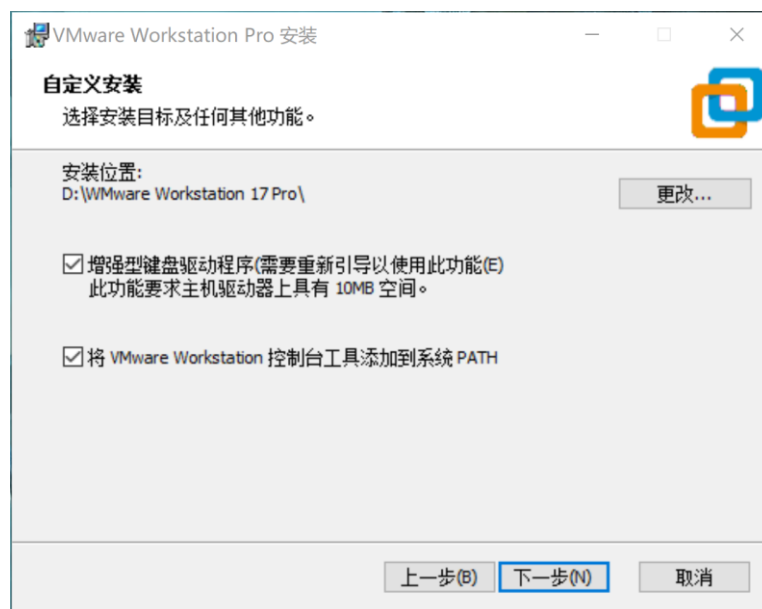 VMware Workstation Pro 安装
自定义安装
选择安装目标及任何其他功能。
安装位置:
D:\WMware Workstation 17 Pro\
更改...
增强型键盘驱动程序(需要重新引导以使用此功能(E)
此功能要求主机驱动器上具有 10MB 空间。
将 VMware Workstation 控制台工具添加到系统 PATH
上一步(B)
下一步(N)
取消